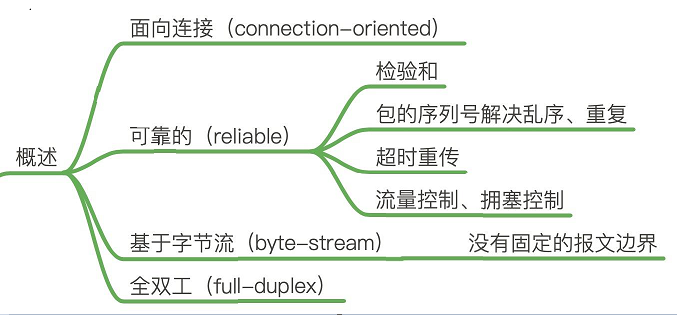 概述
面向连接（connection-oriented）
可靠的（reliable）
检验和
包的序列号解决乱序、重复
超时重传
流量控制、拥塞控制
基于字节流（byte-stream）
没有固定的报文边界
全双工（full-duplex）